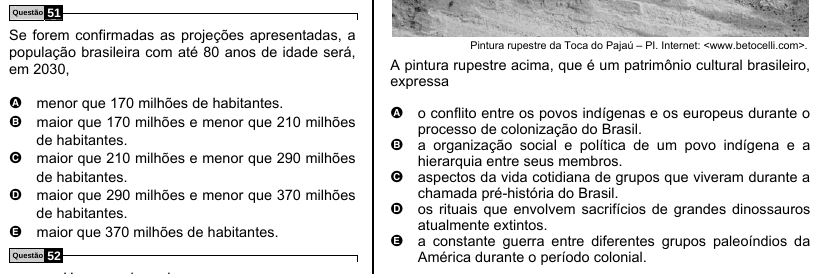 Questão 51
Se forem confirmadas as projeções apresentadas, a
população brasileira com até 80 anos de idade será,
em 2030,
A menor que 170 milhões de habitantes.
B maior que 170 milhões e menor que 210 milhões
de habitantes.
C maior que 210 milhões e menor que 290 milhões
de habitantes.
D maior que 290 milhões e menor que 370 milhões
de habitantes.
E maior que 370 milhões de habitantes.
Questão 52
Pintura rupestre da Toca do Pajaú – PI. Internet: <www.betocelli.com>.
A pintura rupestre acima, que é um patrimônio cultural brasileiro,
expressa
A o conflito entre os povos indígenas e os europeus durante o
processo de colonização do Brasil.
B a organização social e política de um povo indígena e a
hierarquia entre seus membros.
C aspectos da vida cotidiana de grupos que viveram durante a
chamada pré-história do Brasil.
D os rituais que envolvem sacrifícios de grandes dinossauros
atualmente extintos.
E a constante guerra entre diferentes grupos paleoíndios da
América durante o período colonial.